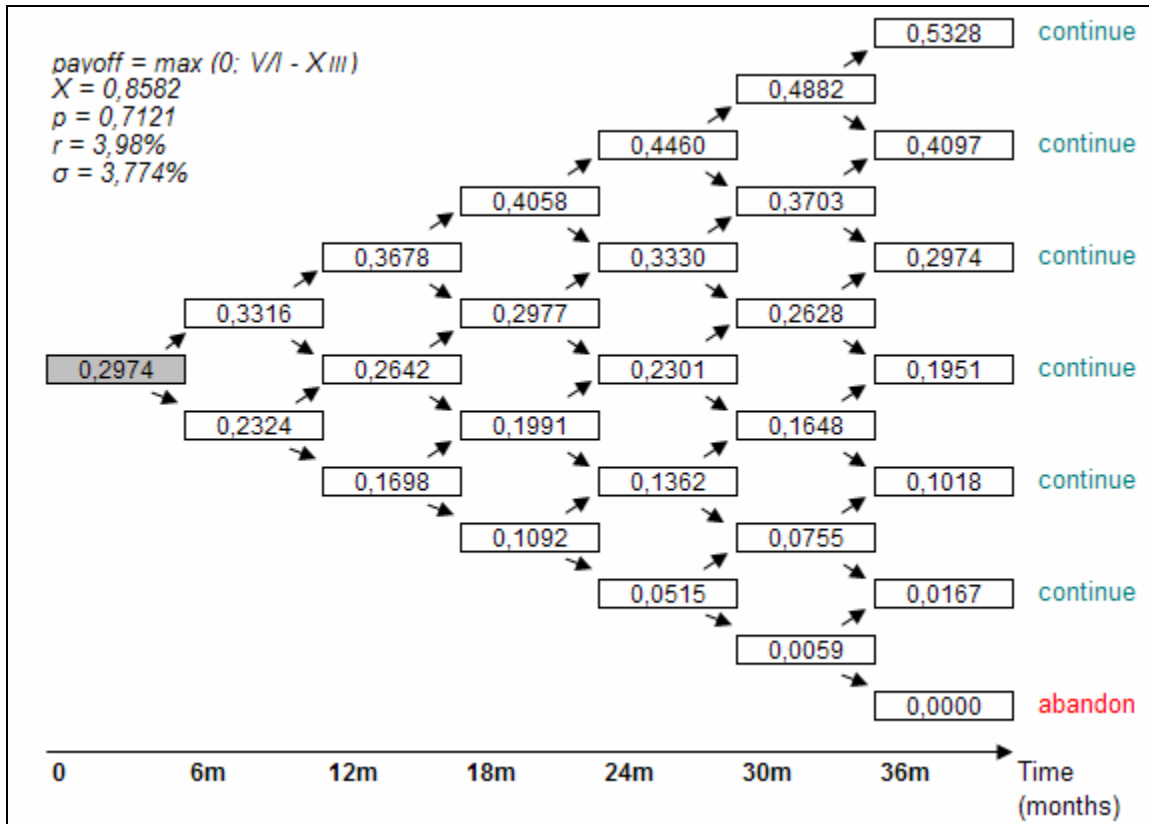 0,5328 continue
payoff = max (0; V/I - X III)
X = 0,8582
0,4882
p = 0,7121
r = 3,98%
0,4460 0,4097 continue
σ = 3,774%
0,4058 0,3703
0,3678 0,3330 0,2974 continue
0,3316 0,2977 0,2628
0,2974 0,2642 0,2301 0,1951 continue
0,2324 0,1991 0,1648
0,1698 0,1362 0,1018 continue
0,1092 0,0755
0,0515 0,0167 continue
0,0059
0,0000 abandon
0 6m 12m 18m 24m 30m 36m Time
(months)